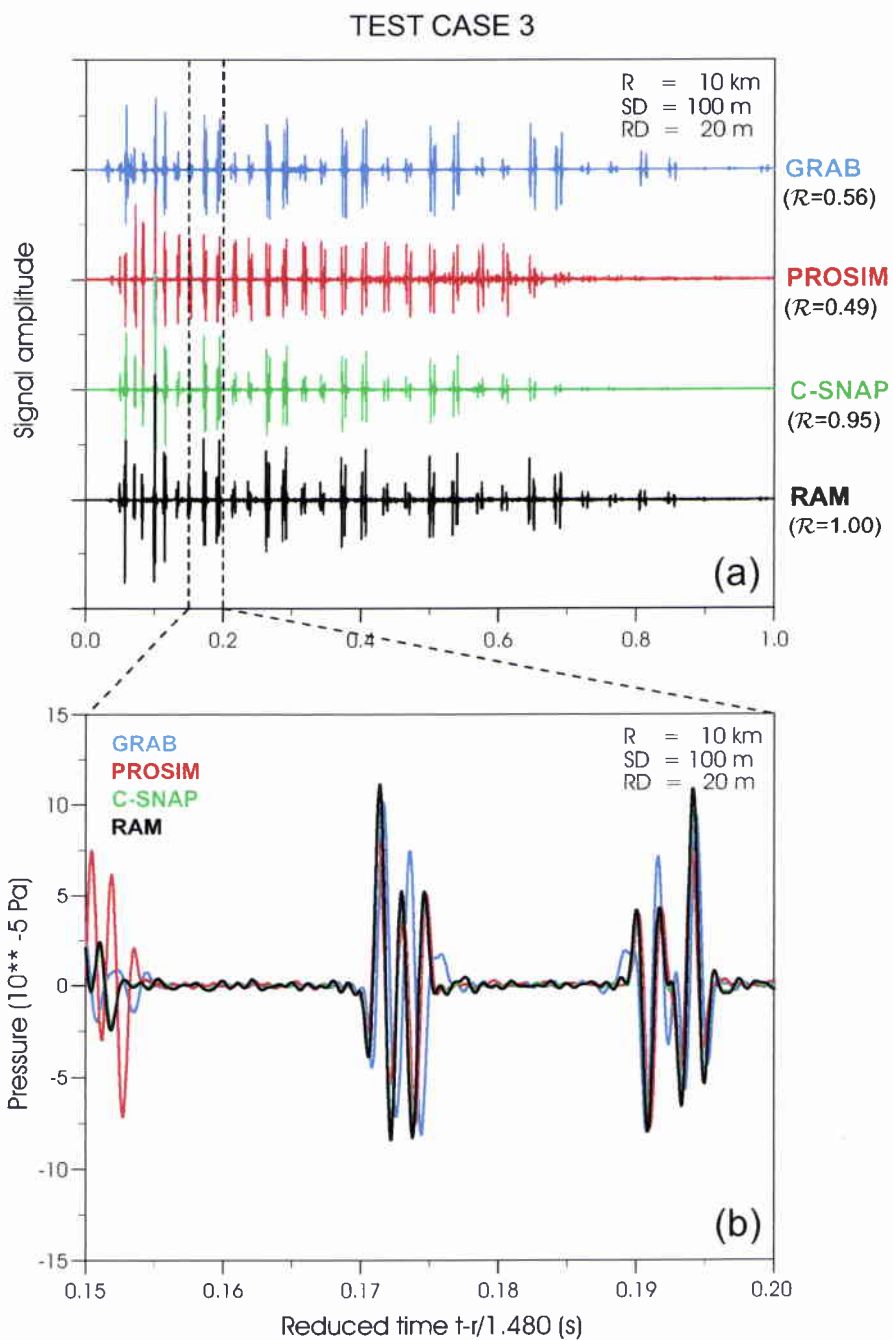 TEST CASE 3
R = 10 km
SD = 100 m
RD = 20 m
GRAB
(R=0.56)
PROSIM
(R=0.49)
C-SNAP
(R=0.95)
RAM
(R=1.00)
Signal amplitude
(a)
0.0 0.2 0.4 0.6 0.8 1.0
GRAB
PROSIM
C-SNAP
RAM
R = 10 km
SD = 100 m
RD = 20 m
15
10
5
0
-5
-10
-15
Pressure (10** -5 Pa)
(b)
0.15 0.16 0.17 0.18 0.19 0.20
Reduced time t-r/1.480 (s)